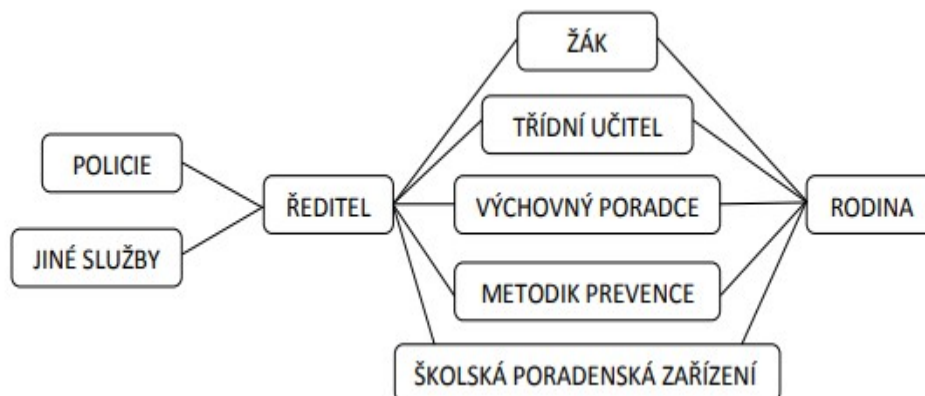 ŽÁK
TŘÍDNÍ UČITEL
POLICIE
ŘEDITEL
VÝCHOVNÝ PORADCE
RODINA
JINÉ SLUŽBY
METODIK PREVENCE
ŠKOLSKÁ PORADENSKÁ ZAŘÍZENÍ